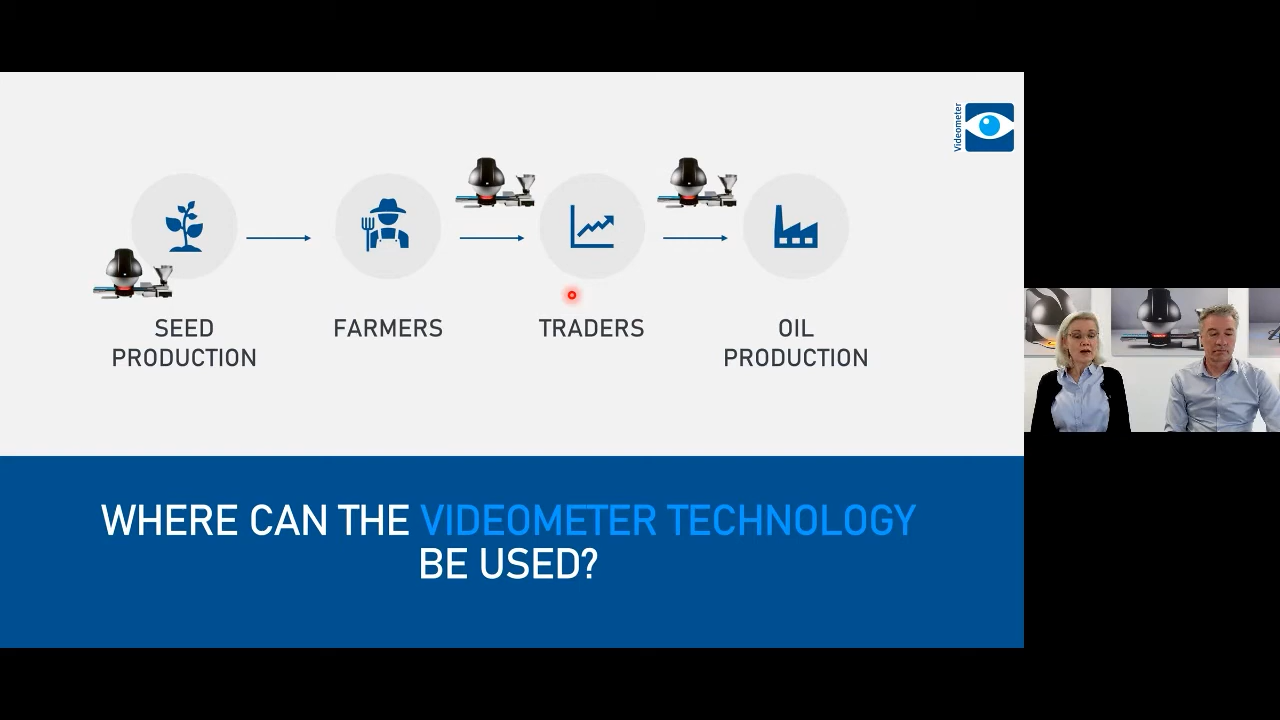 Videometer
SEED
PRODUCTION
FARMERS
TRADERS
OIL
PRODUCTION
WHERE CAN THE VIDEOMETER TECHNOLOGY
BE USED?